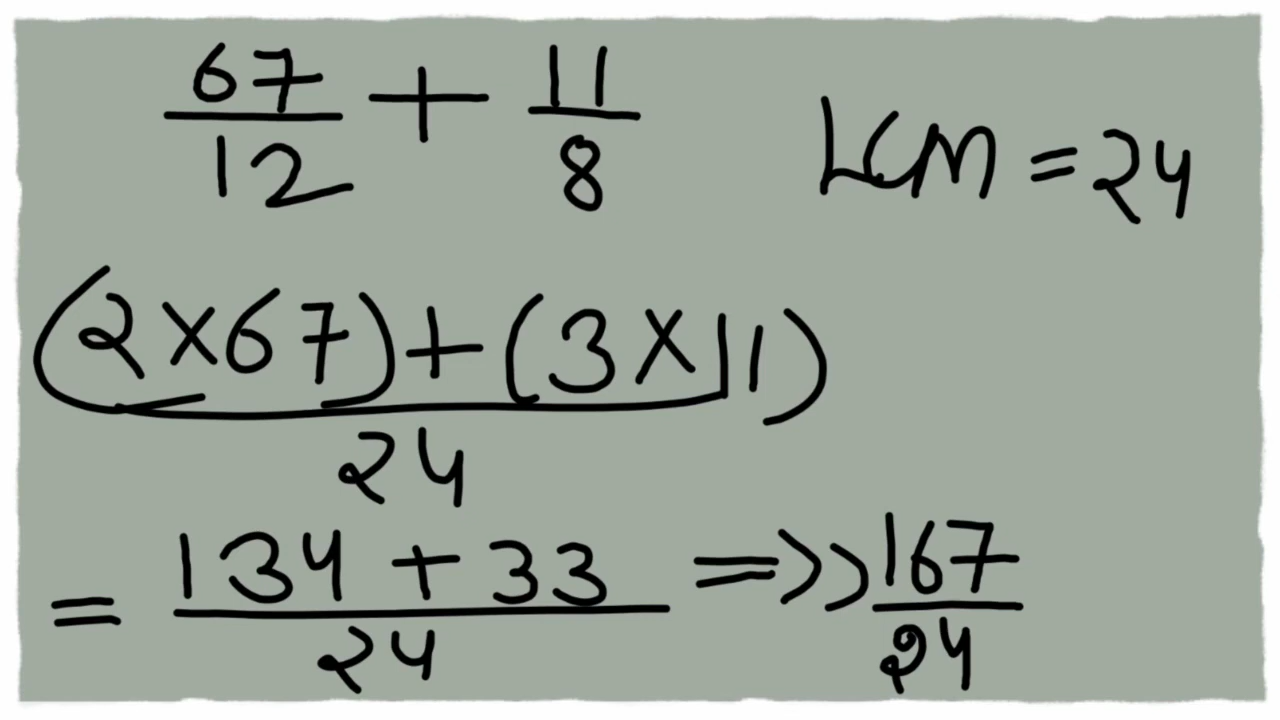 67/12 + 11/8 LCM = 24
(2×67)+(3×11)/24
= 134+33/24 =>>> 167/24